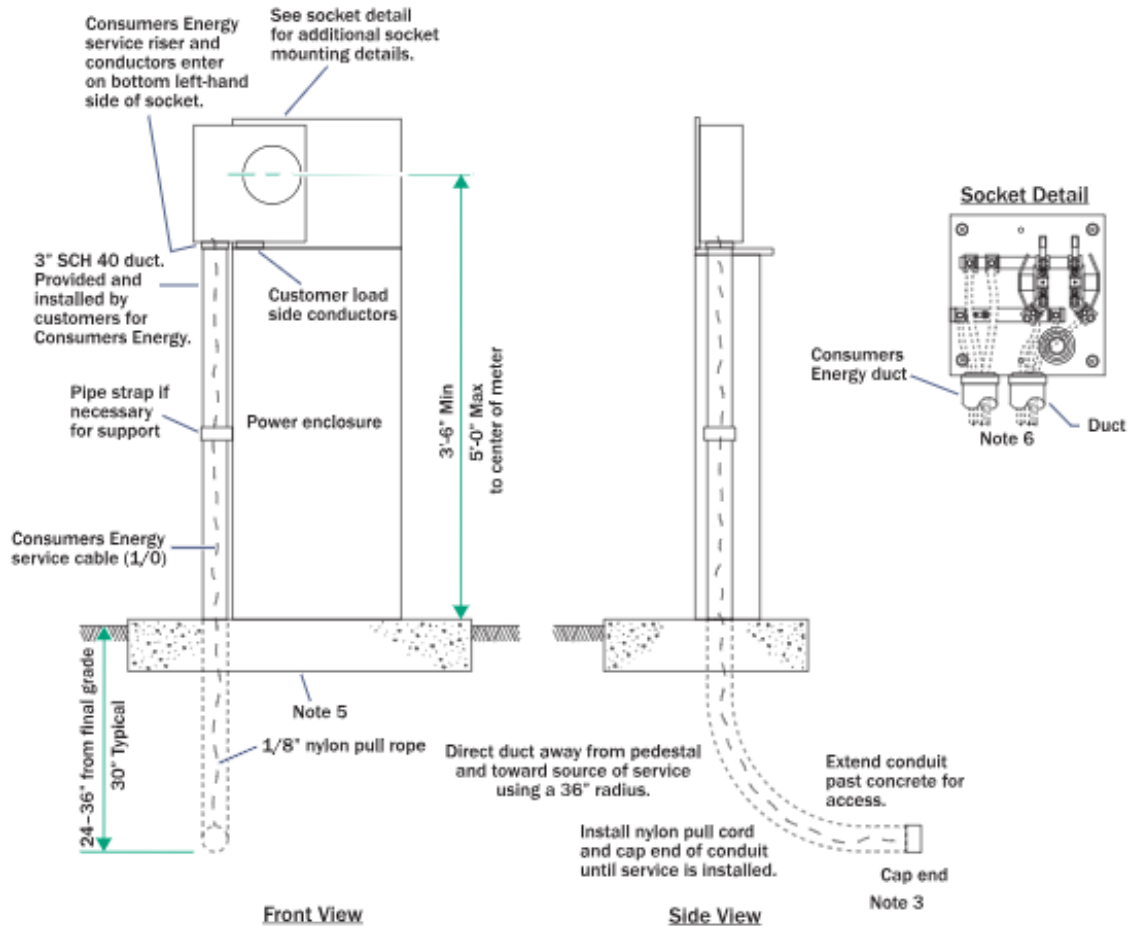 Consumers Energy
service riser and
conductors enter
on bottom left-hand
side of socket.
See socket detail
for additional socket
mounting details.
Socket Detail
3" SCH 40 duct.
Provided and
installed by
customers for
Consumers Energy.
Customer load
side conductors
Consumers
Energy duct
Pipe strap if
necessary
for support
Power enclosure
3'-6" Min
5'-0" Max
to center of meter
Note 6
Duct
Consumers Energy
service cable (1/0)
24–36" from final grade
30" Typical
Note 5
1/8" nylon pull rope
Direct duct away from pedestal
and toward source of service
using a 36" radius.
Extend conduit
past concrete for
access.
Install nylon pull cord
and cap end of conduit
until service is installed.
Cap end
Note 3
Front View
Side View